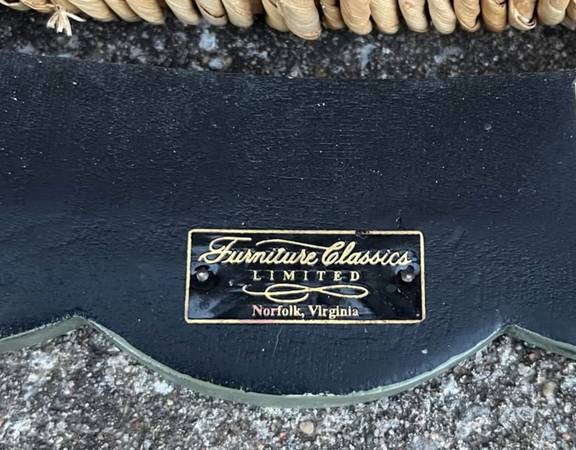 Furniture Classics
LIMITED
Norfolk, Virginia